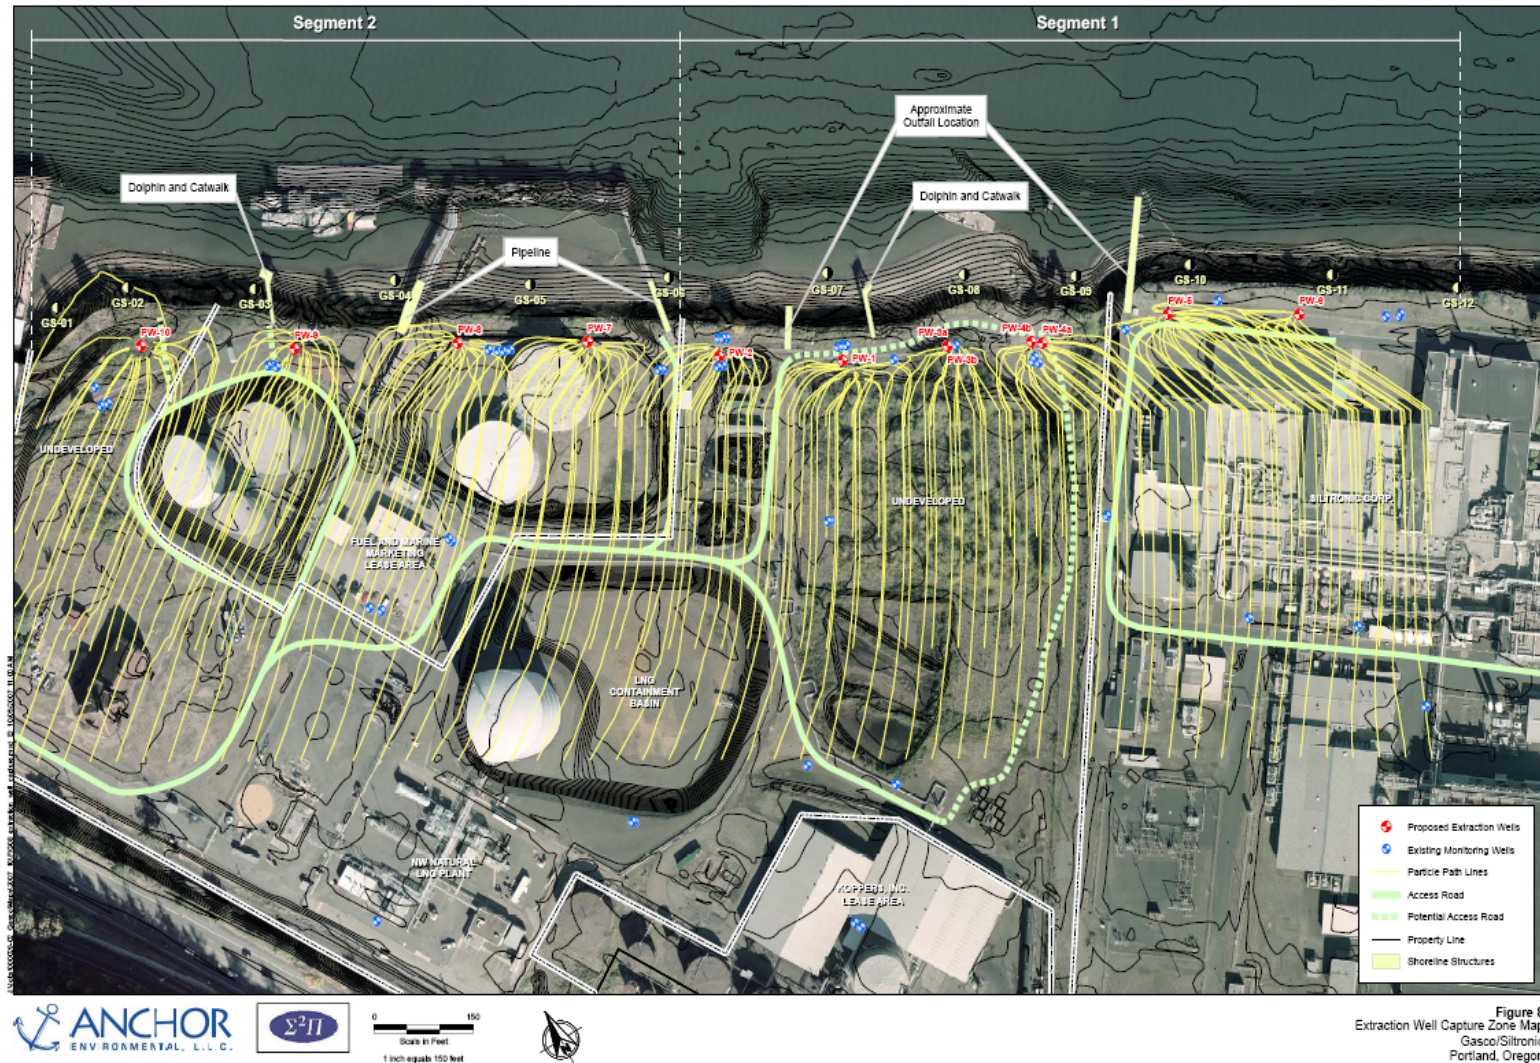 Segment 2
Segment 1
Approximate
Outfall Location
Dolphin and Catwalk
Dolphin and Catwalk
Pipeline
GS-01
GS-02
GS-03
GS-04
GS-05
GS-06
GS-07
GS-08
GS-09
GS-10
GS-11
GS-12
PW-10
PW-9
PW-8
PW-7
PW-2
PW-1
PW-3a
PW-3b
PW-4b
PW-4a
PW-5
PW-6
UNDEVELOPED
FUEL AND MARINE
MARKETING
LEASE AREA
UNDEVELOPED
SILTRONIC CORP.
LNG
CONTAINMENT
BASIN
NW NATURAL
LNG PLANT
KOPPERS, INC.
LEASE AREA
Proposed Extraction Wells
Existing Monitoring Wells
Particle Path Lines
Access Road
Potential Access Road
Property Line
Shoreline Structures
ANCHOR
ENVIRONMENTAL, L.L.C.
Σ²Π
0 150
Scale in Feet
1 inch equals 150 feet
Figure 8
Extraction Well Capture Zone Map
Gasco/Siltroni
Portland, Orego